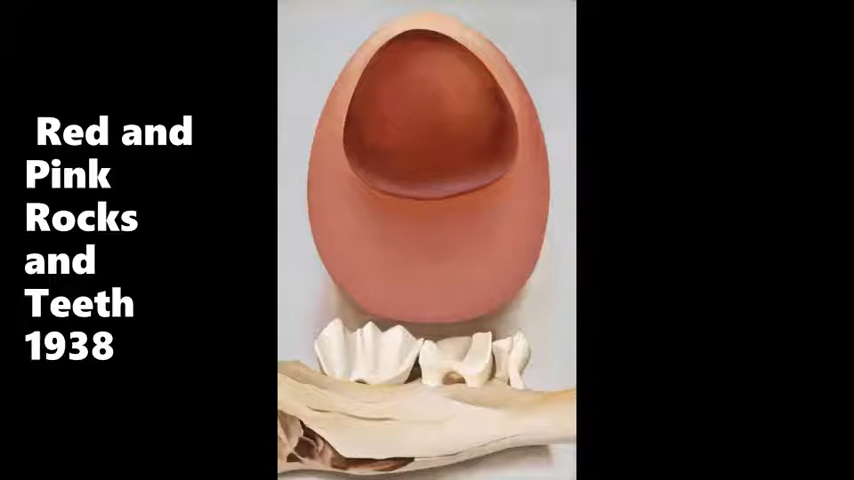 Red and
Pink
Rocks
and
Teeth
1938